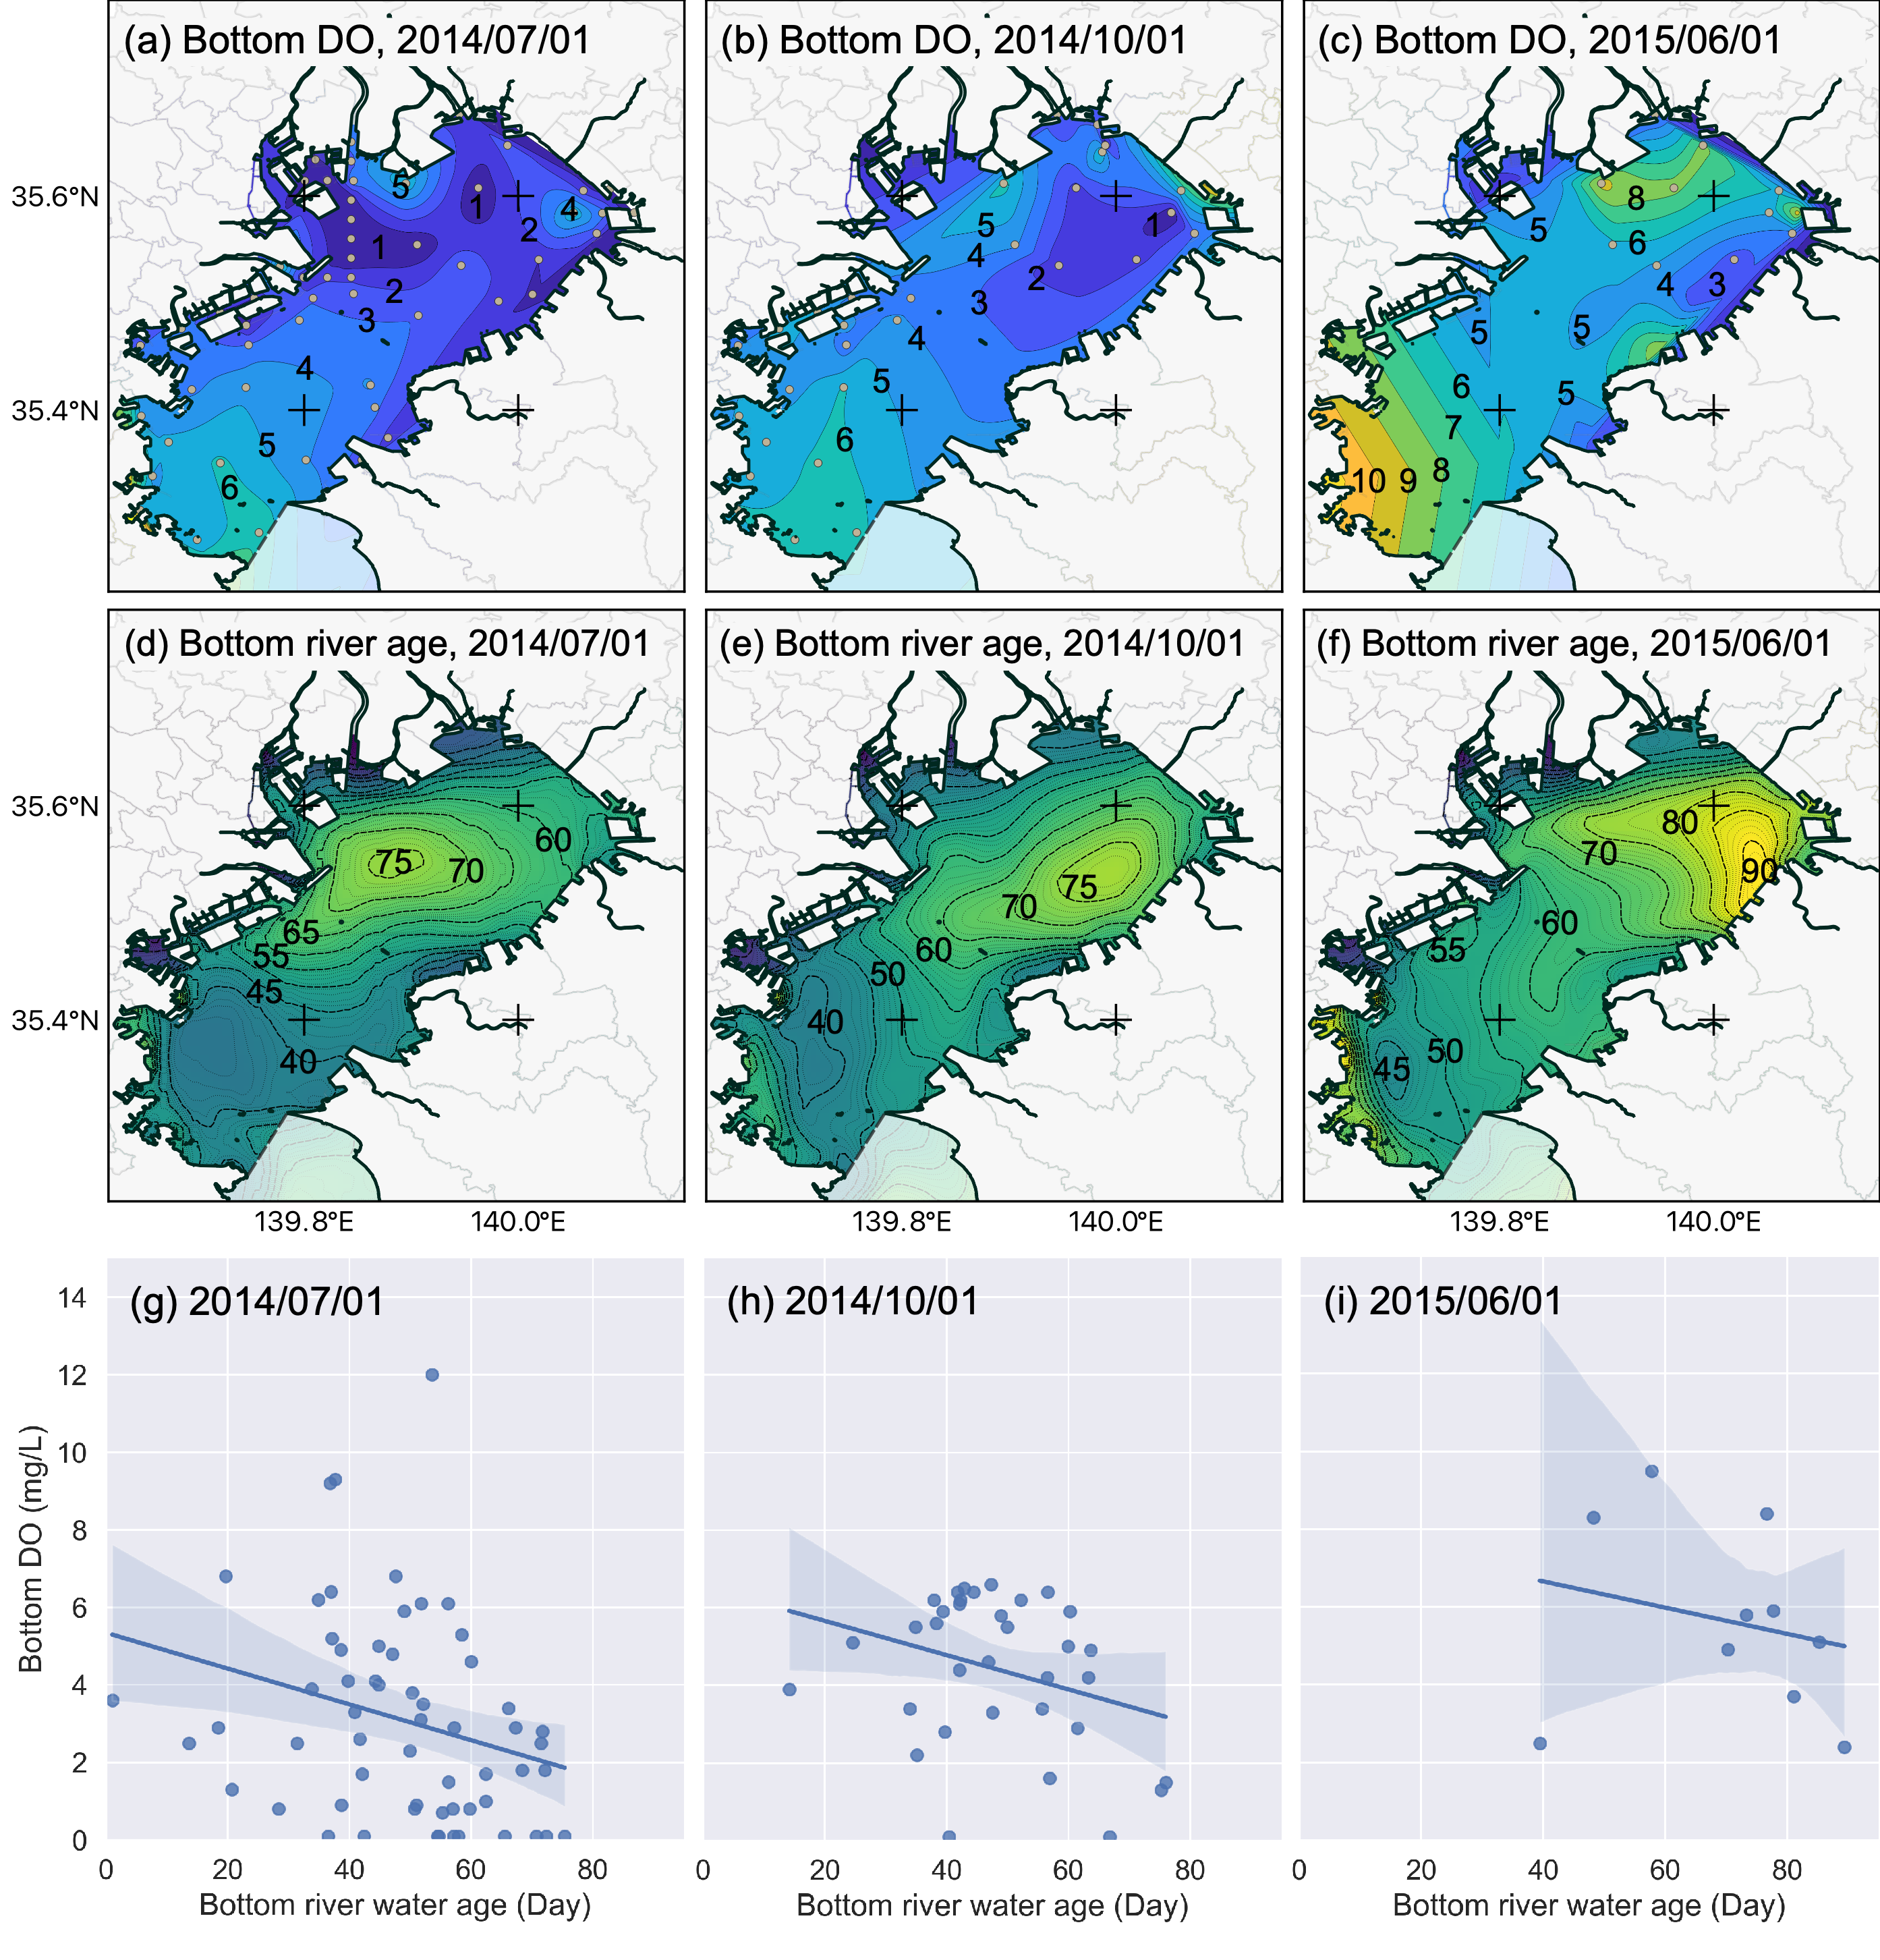 (a) Bottom DO, 2014/07/01
(b) Bottom DO, 2014/10/01
(c) Bottom DO, 2015/06/01
35.6°N
35.4°N
5
1
4
2
1
2
3
4
5
6
5
1
4
2
3
4
5
6
8
5
6
4
3
5
5
6
5
7
10
9
8
(d) Bottom river age, 2014/07/01
(e) Bottom river age, 2014/10/01
(f) Bottom river age, 2015/06/01
35.6°N
35.4°N
60
75
70
65
55
45
40
75
70
60
50
40
80
70
90
60
55
50
45
139.8°E
140.0°E
139.8°E
140.0°E
139.8°E
140.0°E
(g) 2014/07/01
(h) 2014/10/01
(i) 2015/06/01
14
12
10
8
6
4
2
0
Bottom DO (mg/L)
0 20 40 60 80
0 20 40 60 80
0 20 40 60 80
Bottom river water age (Day)
Bottom river water age (Day)
Bottom river water age (Day)